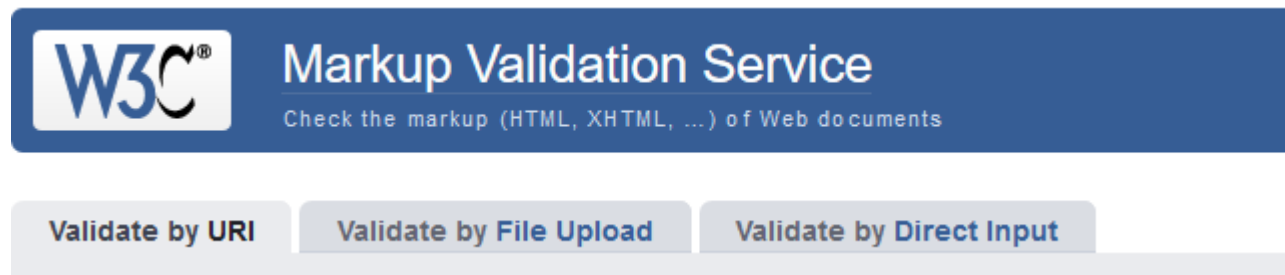 W3C®
Markup Validation Service
Check the markup (HTML, XHTML, ...) of Web documents
Validate by URI Validate by File Upload Validate by Direct Input